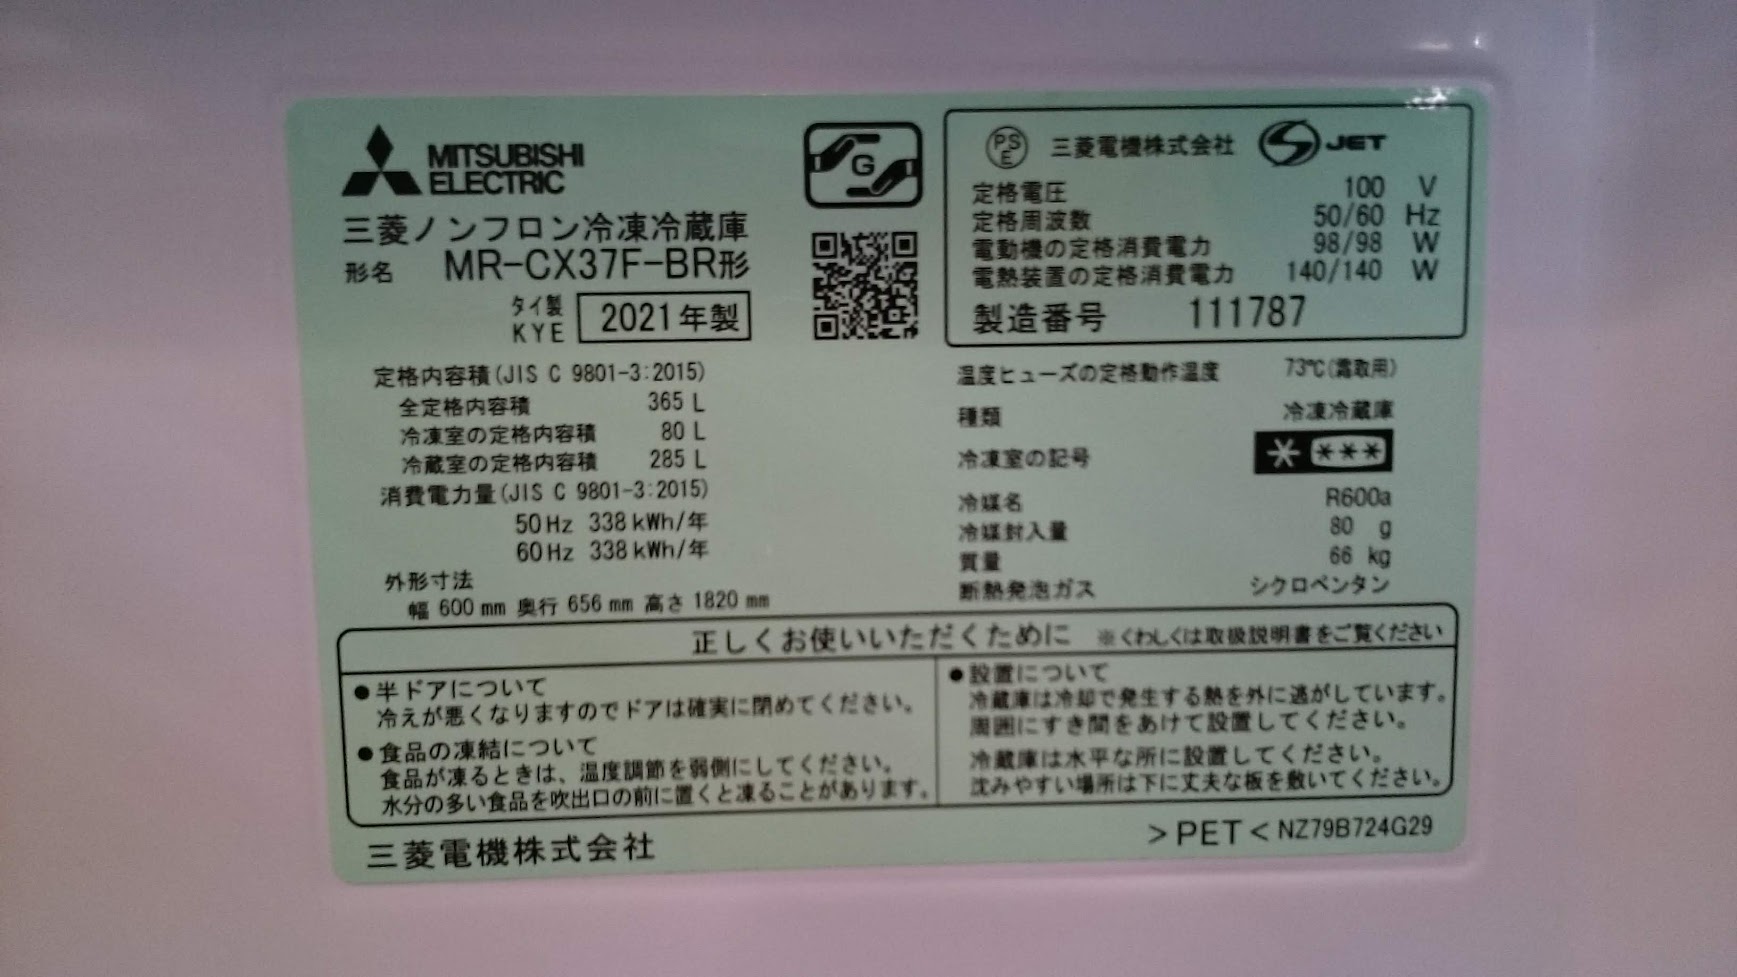 MITSUBISHI
ELECTRIC
三菱ノンフロン冷凍冷蔵庫
形名 MR-CX37F-BR形
タイ製
KYE 2021年製
G
PSE 三菱電機株式会社 JET
定格電圧 100 V
定格周波数 50/60 Hz
電動機の定格消費電力 98/98 W
電熱装置の定格消費電力 140/140 W
製造番号 111787
定格内容積(JIS C 9801-3:2015)
全定格内容積 365 L
冷凍室の定格内容積 80 L
冷蔵室の定格内容積 285 L
消費電力量(JIS C 9801-3:2015)
50Hz 338kWh/年
60Hz 338kWh/年
外形寸法
幅 600mm 奥行 656mm 高さ 1820mm
温度ヒューズの定格動作温度 73℃(霜取用)
種類 冷凍冷蔵庫
冷凍室の記号 * ***
冷媒名 R600a
冷媒封入量 80 g
質量 66 kg
断熱発泡ガス シクロペンタン
正しくお使いいただくために ※くわしくは取扱説明書をご覧ください
●半ドアについて
冷えが悪くなりますのでドアは確実に閉めてください。
●食品の凍結について
食品が凍るときは、温度調節を弱側にしてください。
水分の多い食品を吹出口の前に置くと凍ることがあります。
●設置について
冷蔵庫は冷却で発生する熱を外に逃がしています。
周囲にすき間をあけて設置してください。
冷蔵庫は水平な所に設置してください。
沈みやすい場所は下に丈夫な板を敷いてください。
三菱電機株式会社
>PET< NZ79B724G29